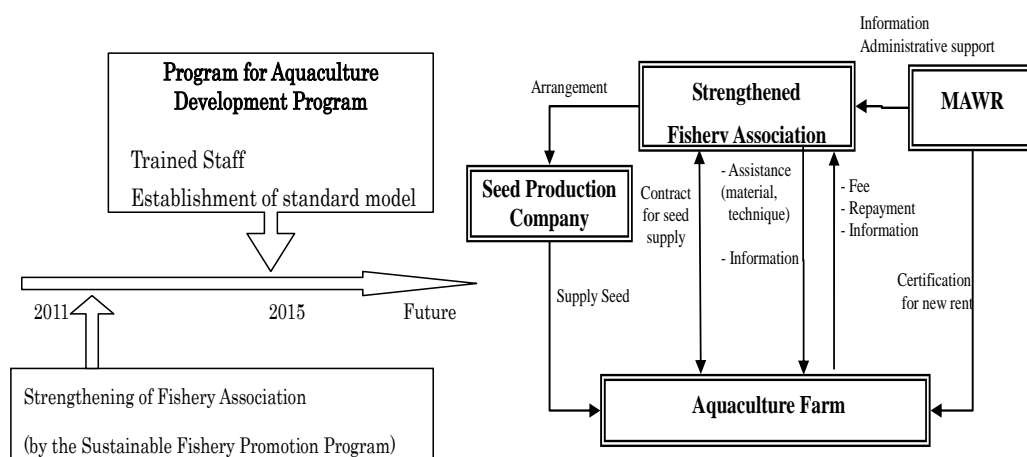 Program for Aquaculture
Development Program
Trained Staff
Establishment of standard model
2011
2015
Future
Strengthening of Fishery Association
(by the Sustainable Fishery Promotion Program)
Information
Administrative support
Arrangement
Strengthened
Fishery Association
MAWR
Seed Production
Company
Contract
for seed
supply
- Assistance
(material,
technique)
- Information
- Fee
- Repayment
- Information
Supply Seed
Certification
for new rent
Aquaculture Farm